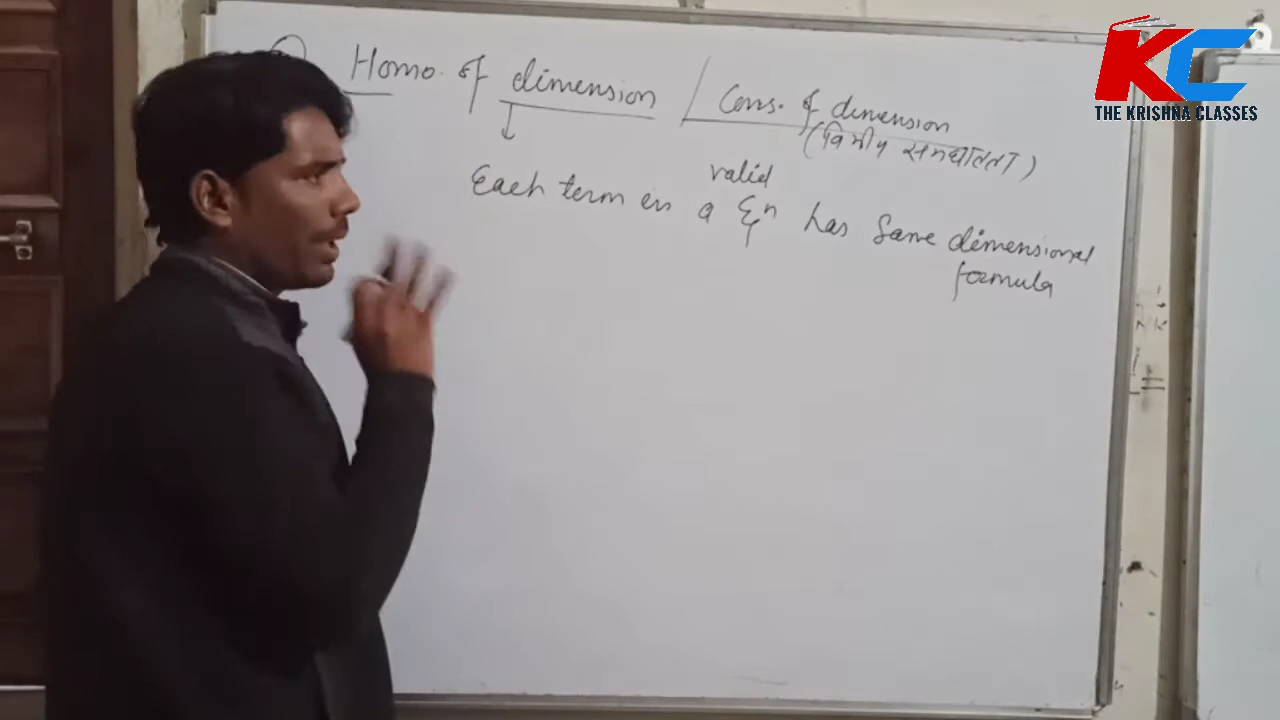 Homo. of dimension / Cons. of dimension
(विमीय समघातता)
valid
Each term in a Eqn has same dimensional
formula
KC
THE KRISHNA CLASSES